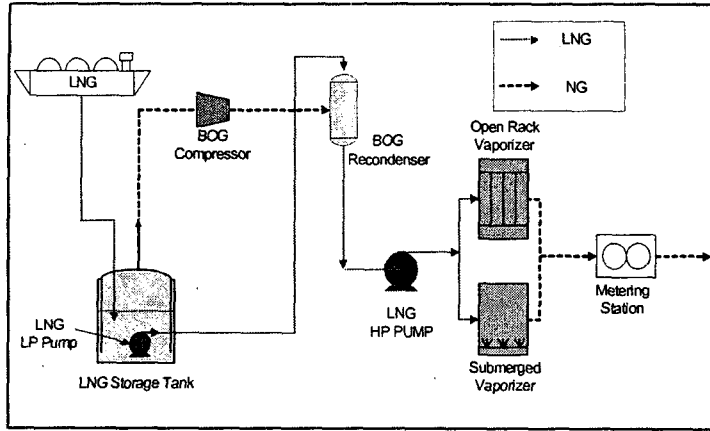 LNG
LNG
NG
BOG
Compressor
BOG
Recondenser
Open Rack
Vaporizer
LNG
LP Pump
LNG Storage Tank
LNG
HP PUMP
Submerged
Vaporizer
Metering
Station